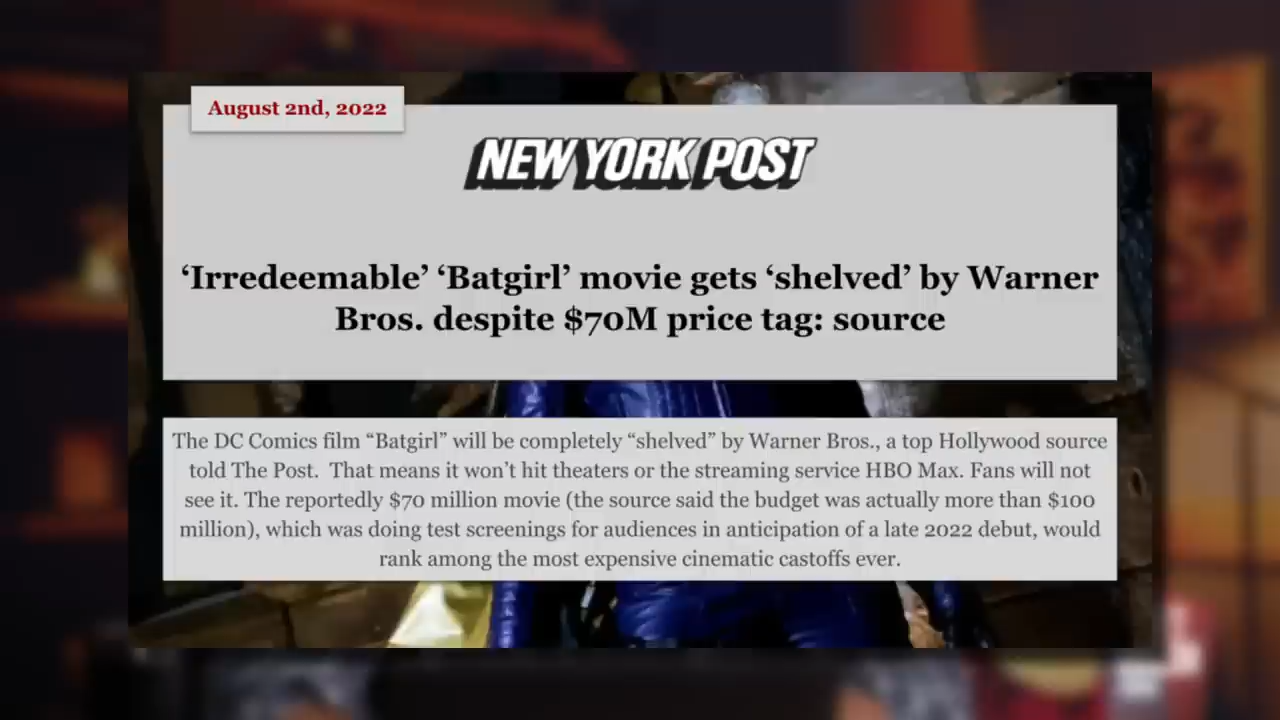 August 2nd, 2022
NEW YORK POST
‘Irredeemable’ ‘Batgirl’ movie gets ‘shelved’ by Warner
Bros. despite $70M price tag: source
The DC Comics film “Batgirl” will be completely “shelved” by Warner Bros., a top Hollywood source
told The Post.  That means it won’t hit theaters or the streaming service HBO Max. Fans will not
see it. The reportedly $70 million movie (the source said the budget was actually more than $100
million), which was doing test screenings for audiences in anticipation of a late 2022 debut, would
rank among the most expensive cinematic castoffs ever.